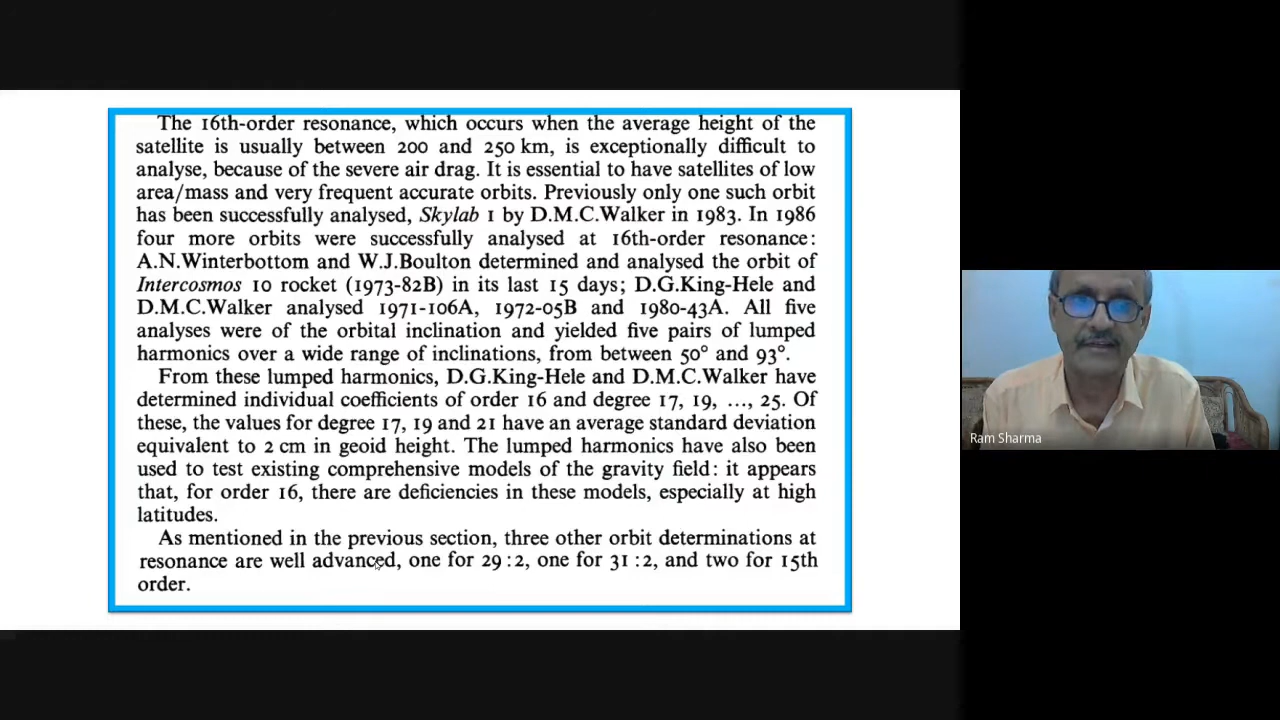 The 16th-order resonance, which occurs when the average height of the
satellite is usually between 200 and 250 km, is exceptionally difficult to
analyse, because of the severe air drag. It is essential to have satellites of low
area/mass and very frequent accurate orbits. Previously only one such orbit
has been successfully analysed, Skylab 1 by D.M.C.Walker in 1983. In 1986
four more orbits were successfully analysed at 16th-order resonance:
A.N.Winterbottom and W.J.Boulton determined and analysed the orbit of
Intercosmos 10 rocket (1973-82B) in its last 15 days; D.G.King-Hele and
D.M.C.Walker analysed 1971-106A, 1972-05B and 1980-43A. All five
analyses were of the orbital inclination and yielded five pairs of lumped
harmonics over a wide range of inclinations, from between 50° and 93°.
From these lumped harmonics, D.G.King-Hele and D.M.C.Walker have
determined individual coefficients of order 16 and degree 17, 19, ..., 25. Of
these, the values for degree 17, 19 and 21 have an average standard deviation
equivalent to 2 cm in geoid height. The lumped harmonics have also been
used to test existing comprehensive models of the gravity field: it appears
that, for order 16, there are deficiencies in these models, especially at high
latitudes.
As mentioned in the previous section, three other orbit determinations at
resonance are well advanced, one for 29:2, one for 31:2, and two for 15th
order.
Ram Sharma